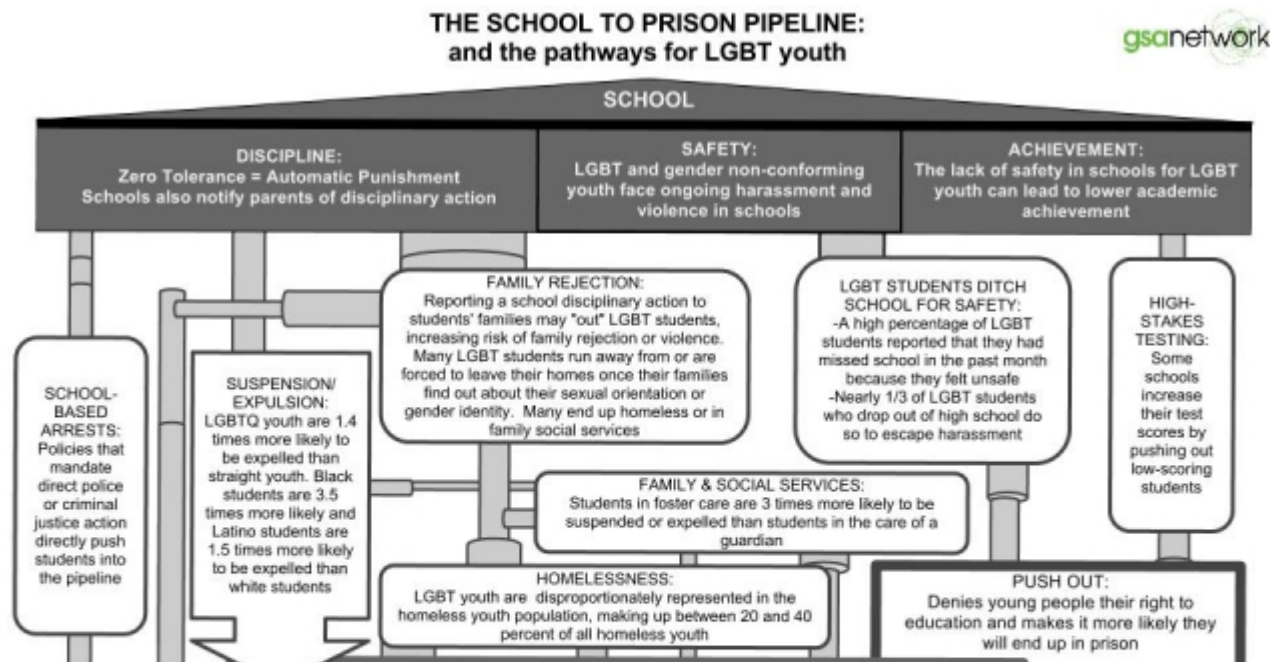 THE SCHOOL TO PRISON PIPELINE:
and the pathways for LGBT youth
gsanetwork
SCHOOL
DISCIPLINE:
Zero Tolerance = Automatic Punishment
Schools also notify parents of disciplinary action
SAFETY:
LGBT and gender non-conforming
youth face ongoing harassment and
violence in schools
ACHIEVEMENT:
The lack of safety in schools for LGBT
youth can lead to lower academic
achievement
SCHOOL-
BASED
ARRESTS:
Policies that
mandate
direct police
or criminal
justice action
directly push
students into
the pipeline
SUSPENSION/
EXPULSION:
LGBTQ youth are 1.4
times more likely to
be expelled than
straight youth. Black
students are 3.5
times more likely and
Latino students are
1.5 times more likely
to be expelled than
white students
FAMILY REJECTION:
Reporting a school disciplinary action to
students' families may "out" LGBT students,
increasing risk of family rejection or violence.
Many LGBT students run away from or are
forced to leave their homes once their families
find out about their sexual orientation or
gender identity. Many end up homeless or in
family social services
LGBT STUDENTS DITCH
SCHOOL FOR SAFETY:
-A high percentage of LGBT
students reported that they had
missed school in the past month
because they felt unsafe
-Nearly 1/3 of LGBT students
who drop out of high school do
so to escape harassment
HIGH-
STAKES
TESTING:
Some
schools
increase
their test
scores by
pushing out
low-scoring
students
FAMILY & SOCIAL SERVICES:
Students in foster care are 3 times more likely to be
suspended or expelled than students in the care of a
guardian
HOMELESSNESS:
LGBT youth are disproportionately represented in the
homeless youth population, making up between 20 and 40
percent of all homeless youth
PUSH OUT:
Denies young people their right to
education and makes it more likely they
will end up in prison